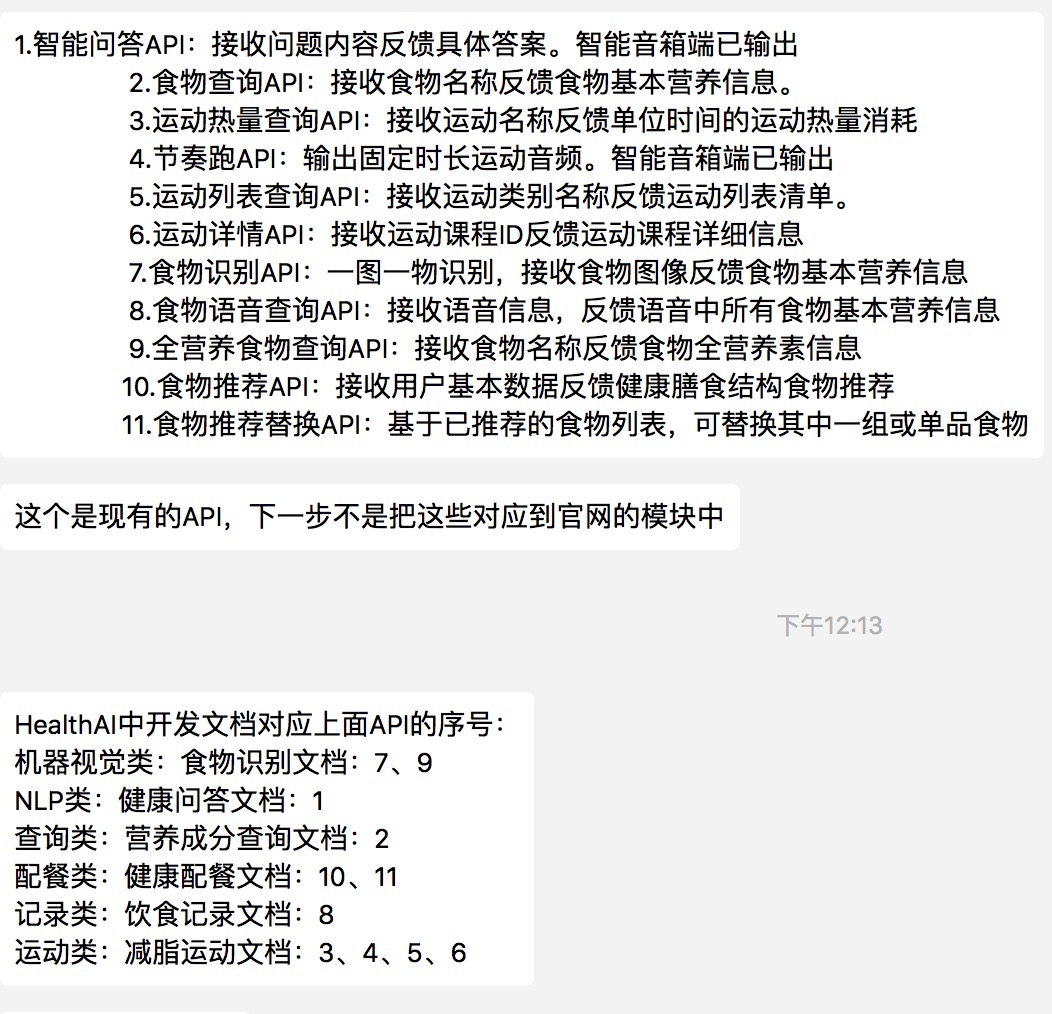 1.智能问答API：接收问题内容反馈具体答案。智能音箱端已输出
2.食物查询API：接收食物名称反馈食物基本营养信息。
3.运动热量查询API：接收运动名称反馈单位时间的运动热量消耗
4.节奏跑API：输出固定时长运动音频。智能音箱端已输出
5.运动列表查询API：接收运动类别名称反馈运动列表清单。
6.运动详情API：接收运动课程ID反馈运动课程详细信息
7.食物识别API：一图一物识别，接收食物图像反馈食物基本营养信息
8.食物语音查询API：接收语音信息，反馈语音中所有食物基本营养信息
9.全营养食物查询API：接收食物名称反馈食物全营养素信息
10.食物推荐API：接收用户基本数据反馈健康膳食结构食物推荐
11.食物推荐替换API：基于已推荐的食物列表，可替换其中一组或单品食物
这个是现有的API，下一步不是把这些对应到官网的模块中
下午12:13
HealthAI中开发文档对应上面API的序号：
机器视觉类：食物识别文档：7、9
NLP类：健康问答文档：1
查询类：营养成分查询文档：2
配餐类：健康配餐文档：10、11
记录类：饮食记录文档：8
运动类：减脂运动文档：3、4、5、6